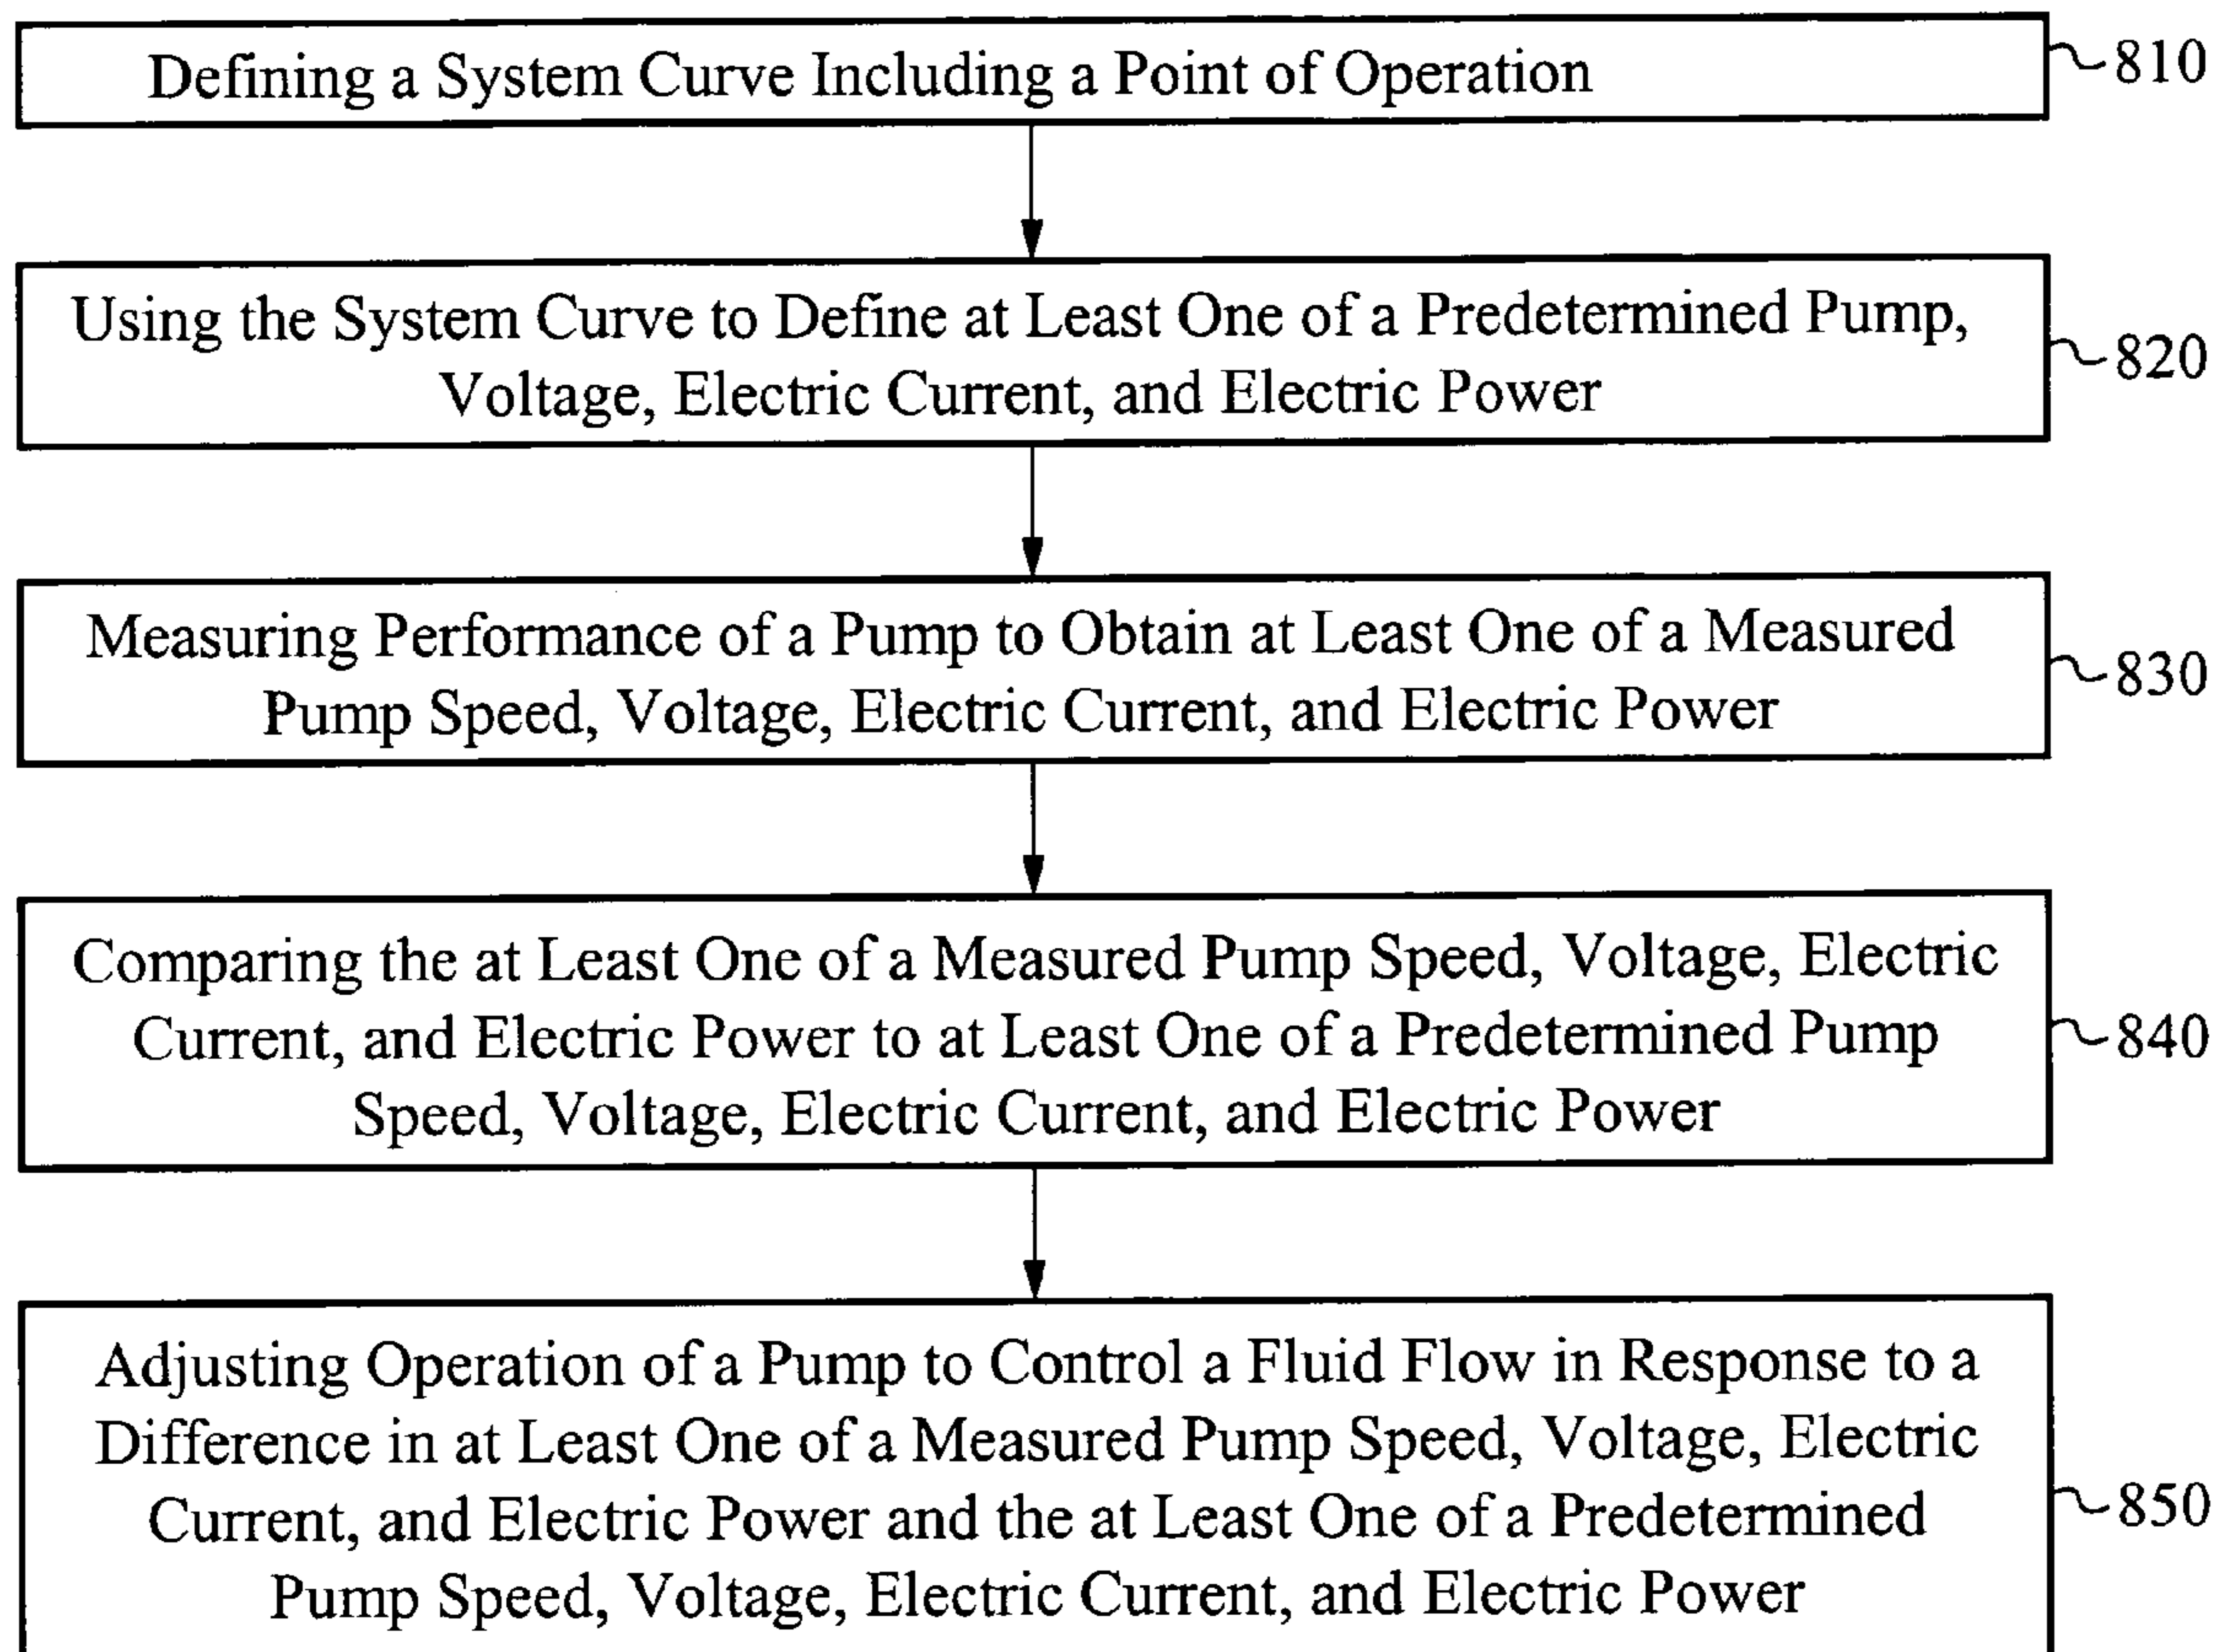 Defining a System Curve Including a Point of Operation
810
Using the System Curve to Define at Least One of a Predetermined Pump,
Voltage, Electric Current, and Electric Power
820
Measuring Performance of a Pump to Obtain at Least One of a Measured
Pump Speed, Voltage, Electric Current, and Electric Power
830
Comparing the at Least One of a Measured Pump Speed, Voltage, Electric
Current, and Electric Power to at Least One of a Predetermined Pump
Speed, Voltage, Electric Current, and Electric Power
840
Adjusting Operation of a Pump to Control a Fluid Flow in Response to a
Difference in at Least One of a Measured Pump Speed, Voltage, Electric
Current, and Electric Power and the at Least One of a Predetermined
Pump Speed, Voltage, Electric Current, and Electric Power
850